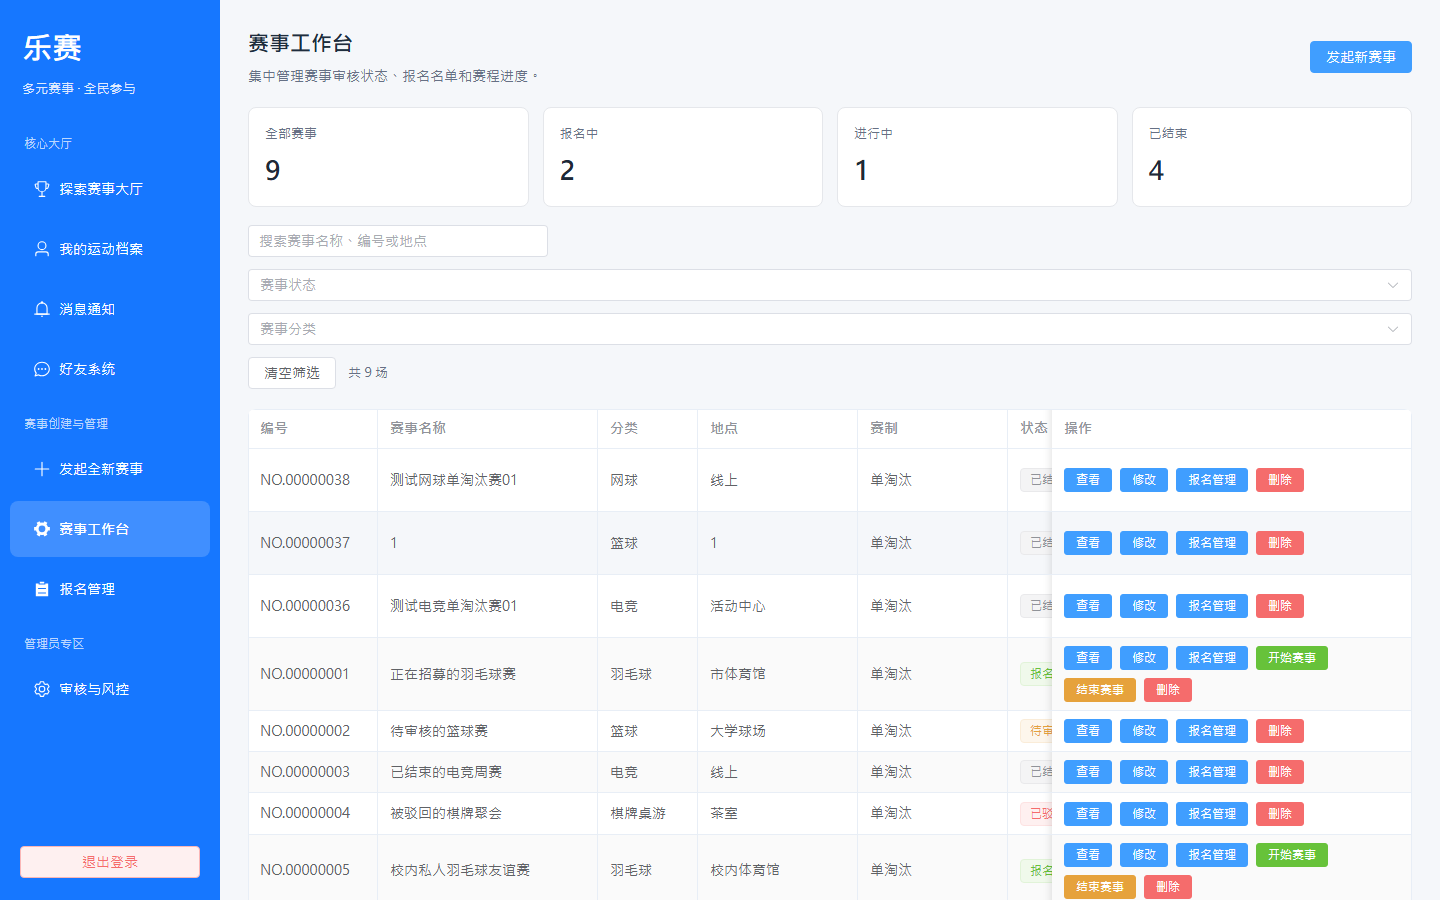 乐赛
多元赛事 · 全民参与
核心大厅
探索赛事大厅
我的运动档案
消息通知
好友系统
赛事创建与管理
发起全新赛事
赛事工作台
报名管理
管理员专区
审核与风控
退出登录
赛事工作台
集中管理赛事审核状态、报名名单和赛程进度。
发起新赛事
全部赛事
9
报名中
2
进行中
1
已结束
4
搜索赛事名称、编号或地点
赛事状态
赛事分类
清空筛选 共 9 场
编号 赛事名称 分类 地点 赛制 状态 操作
NO.00000038 测试网球单淘汰赛01 网球 线上 单淘汰 已结 查看 修改 报名管理 删除
NO.00000037 1 篮球 1 单淘汰 已结 查看 修改 报名管理 删除
NO.00000036 测试电竞单淘汰赛01 电竞 活动中心 单淘汰 已结 查看 修改 报名管理 删除
NO.00000001 正在招募的羽毛球赛 羽毛球 市体育馆 单淘汰 报名 查看 修改 报名管理 开始赛事
结束赛事 删除
NO.00000002 待审核的篮球赛 篮球 大学球场 单淘汰 待审 查看 修改 报名管理 删除
NO.00000003 已结束的电竞周赛 电竞 线上 单淘汰 已结 查看 修改 报名管理 删除
NO.00000004 被驳回的棋牌聚会 棋牌桌游 茶室 单淘汰 已驳 查看 修改 报名管理 删除
NO.00000005 校内私人羽毛球友谊赛 羽毛球 校内体育馆 单淘汰 报名 查看 修改 报名管理 开始赛事
结束赛事 删除